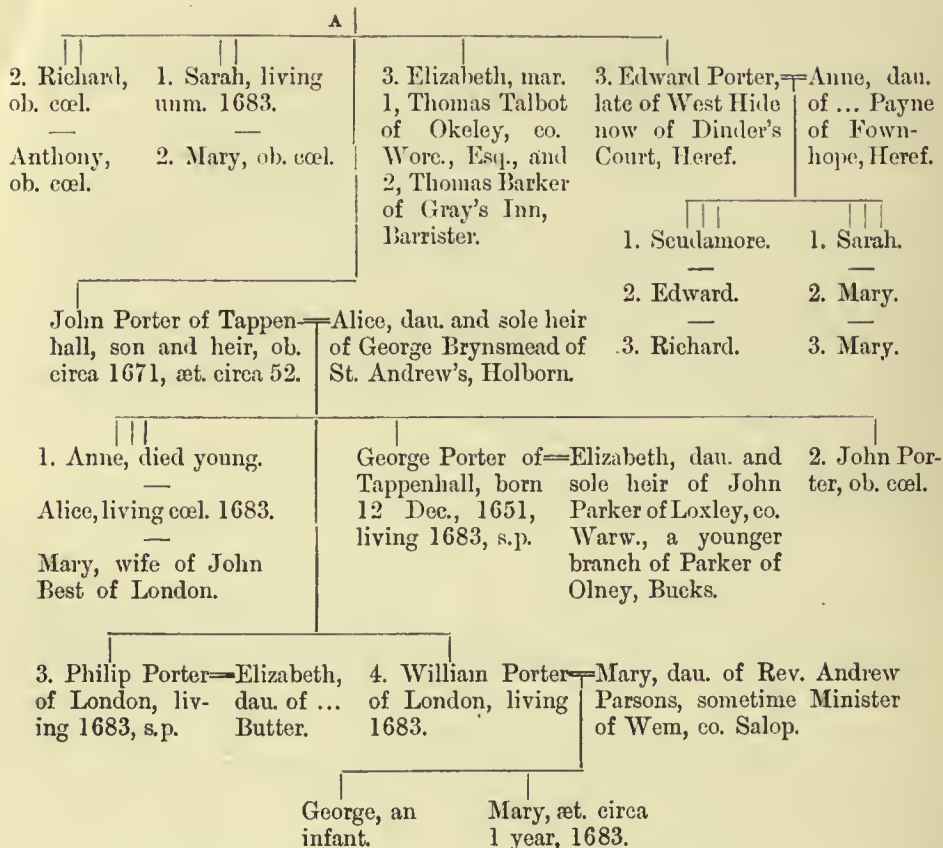 A
2. Richard,
ob. cœl.
—
Anthony,
ob. cœl.
1. Sarah, living
unm. 1683.
—
2. Mary, ob. cœl.
3. Elizabeth, mar.
1, Thomas Talbot
of Okeley, co.
Worc., Esq., and
2, Thomas Barker
of Gray's Inn,
Barrister.
3. Edward Porter,
late of West Hide
now of Dinder's
Court, Heref.
Anne, dau.
of ... Payne
of Fown-
hope, Heref.
1. Scudamore.
—
2. Edward.
—
3. Richard.
1. Sarah.
—
2. Mary.
—
3. Mary.
John Porter of Tappen-
hall, son and heir, ob.
circa 1671, æt. circa 52.
Alice, dau. and sole heir
of George Brynsmead of
St. Andrew's, Holborn.
1. Anne, died young.
—
Alice, living cœl. 1683.
—
Mary, wife of John
Best of London.
George Porter of
Tappenhall, born
12 Dec., 1651,
living 1683, s.p.
Elizabeth, dau. and
sole heir of John
Parker of Loxley, co.
Warw., a younger
branch of Parker of
Olney, Bucks.
2. John Por-
ter, ob. cœl.
3. Philip Porter
of London, liv-
ing 1683, s.p.
Elizabeth,
dau. of ...
Butter.
4. William Porter
of London, living
1683.
Mary, dau. of Rev. Andrew
Parsons, sometime Minister
of Wem, co. Salop.
George, an
infant.
Mary, æt. circa
1 year, 1683.